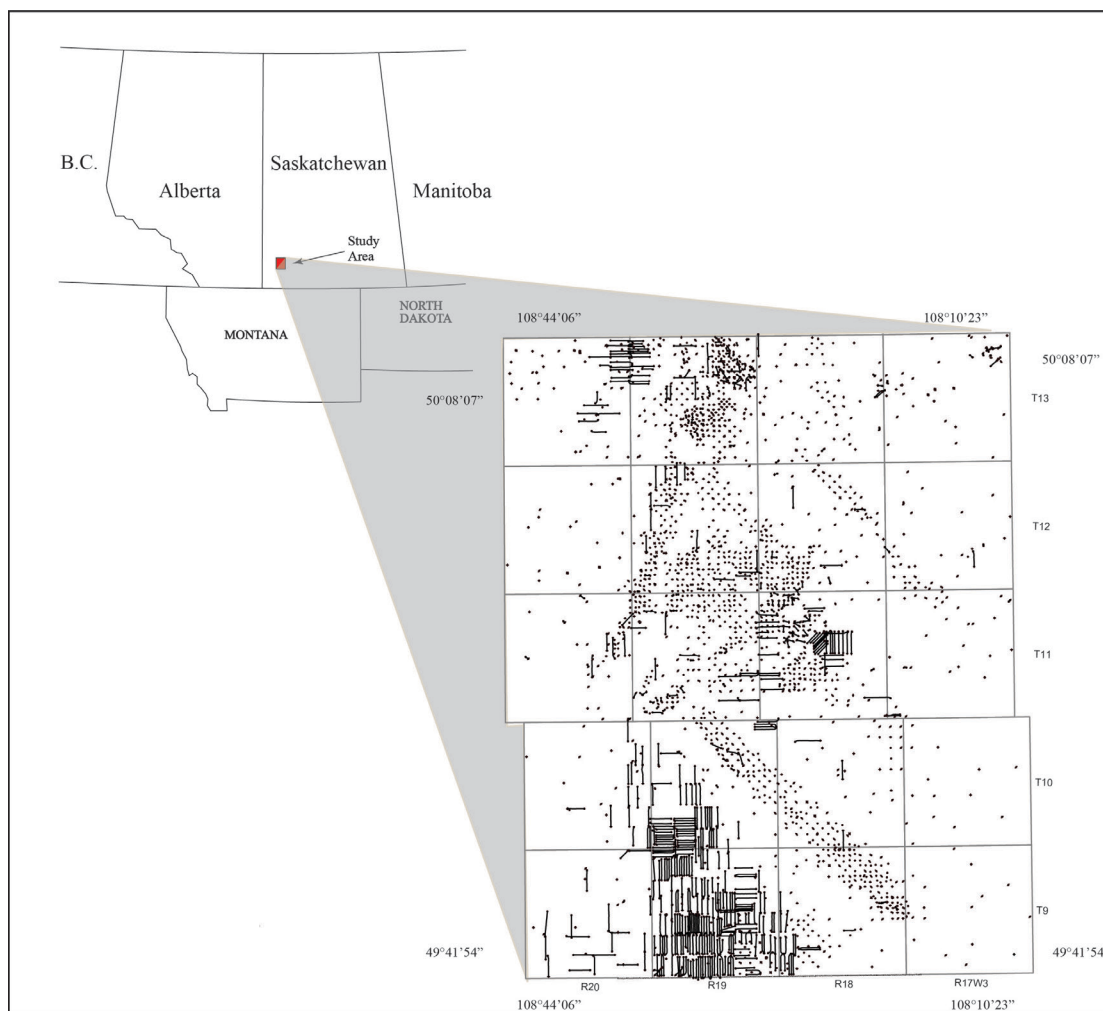 B.C.
Alberta
Saskatchewan
Manitoba
Study
Area
MONTANA
NORTH
DAKOTA
108°44'06"
108°10'23"
50°08'07"
50°08'07"
T13
T12
T11
T10
T9
49°41'54"
49°41'54
R20
R19
R18
R17W3
108°44'06"
108°10'23"